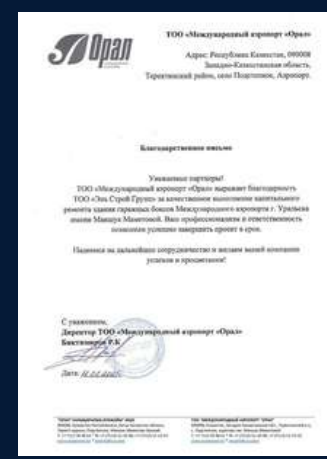 Орал
ТОО «Международный аэропорт «Орал»
Адрес: Республика Казахстан, 090008
Западно-Казахстанская область,
Теректинский район, село Подстепное, Аэропорт.
Благодарственное письмо
Уважаемые партнеры!
ТОО «Международный аэропорт «Орал» выражает благодарность
ТОО «Эль Строй Групп» за качественное выполнение капитального
ремонта здания гаражных боксов Международного аэропорта г. Уральска
имени Маншук Маметовой. Ваш профессионализм и ответственность
позволили успешно завершить проект в срок.
Надеемся на дальнейшее сотрудничество и желаем вашей компании
успехов и процветания!
С уважением,
Директор ТОО «Международный аэропорт «Орал»
Бактияров Р.К
Дата: